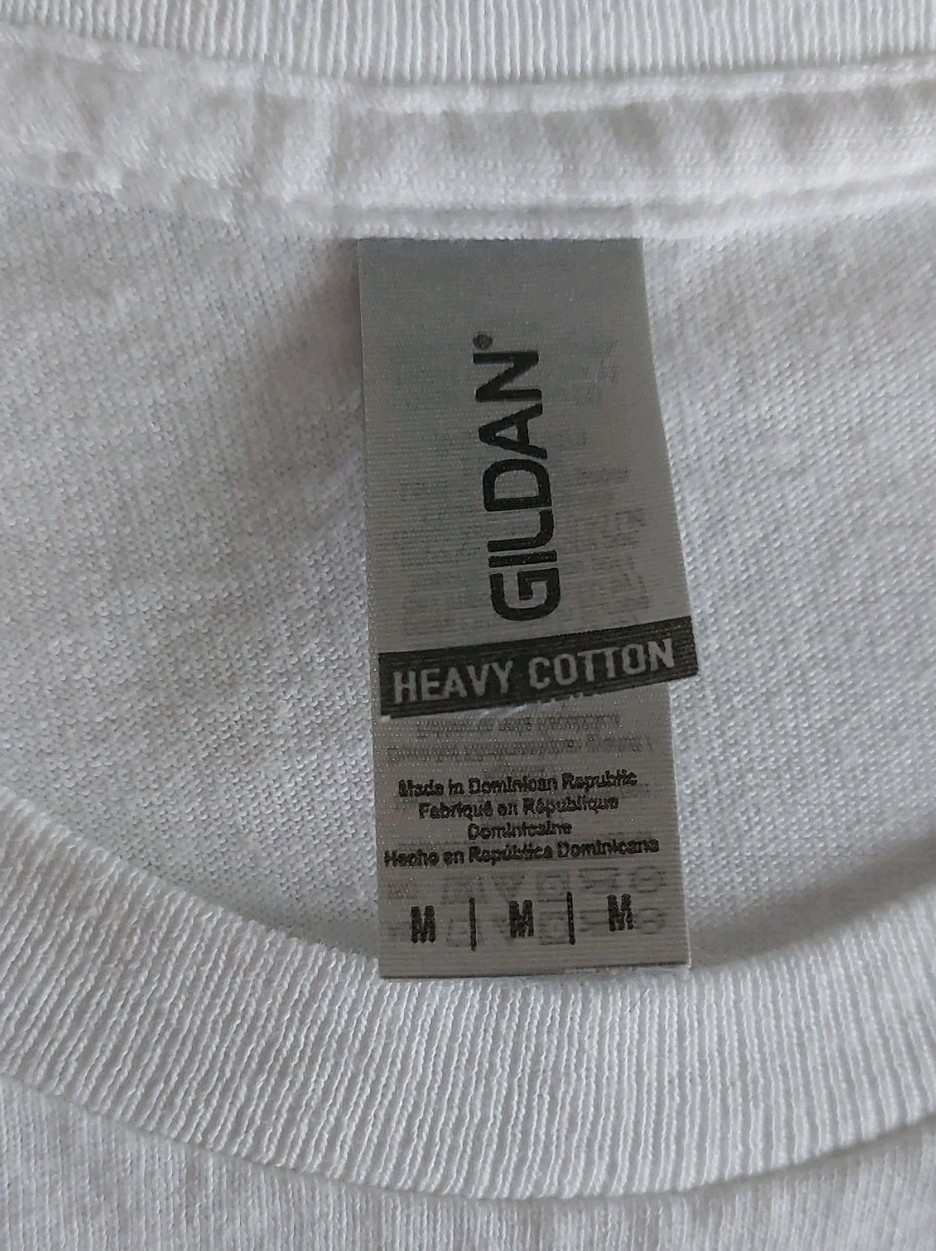 GILDAN®
HEAVY COTTON
Made in Dominican Republic
Fabriqué en République
Dominicaine
Hecho en República Dominicana
M | M | M